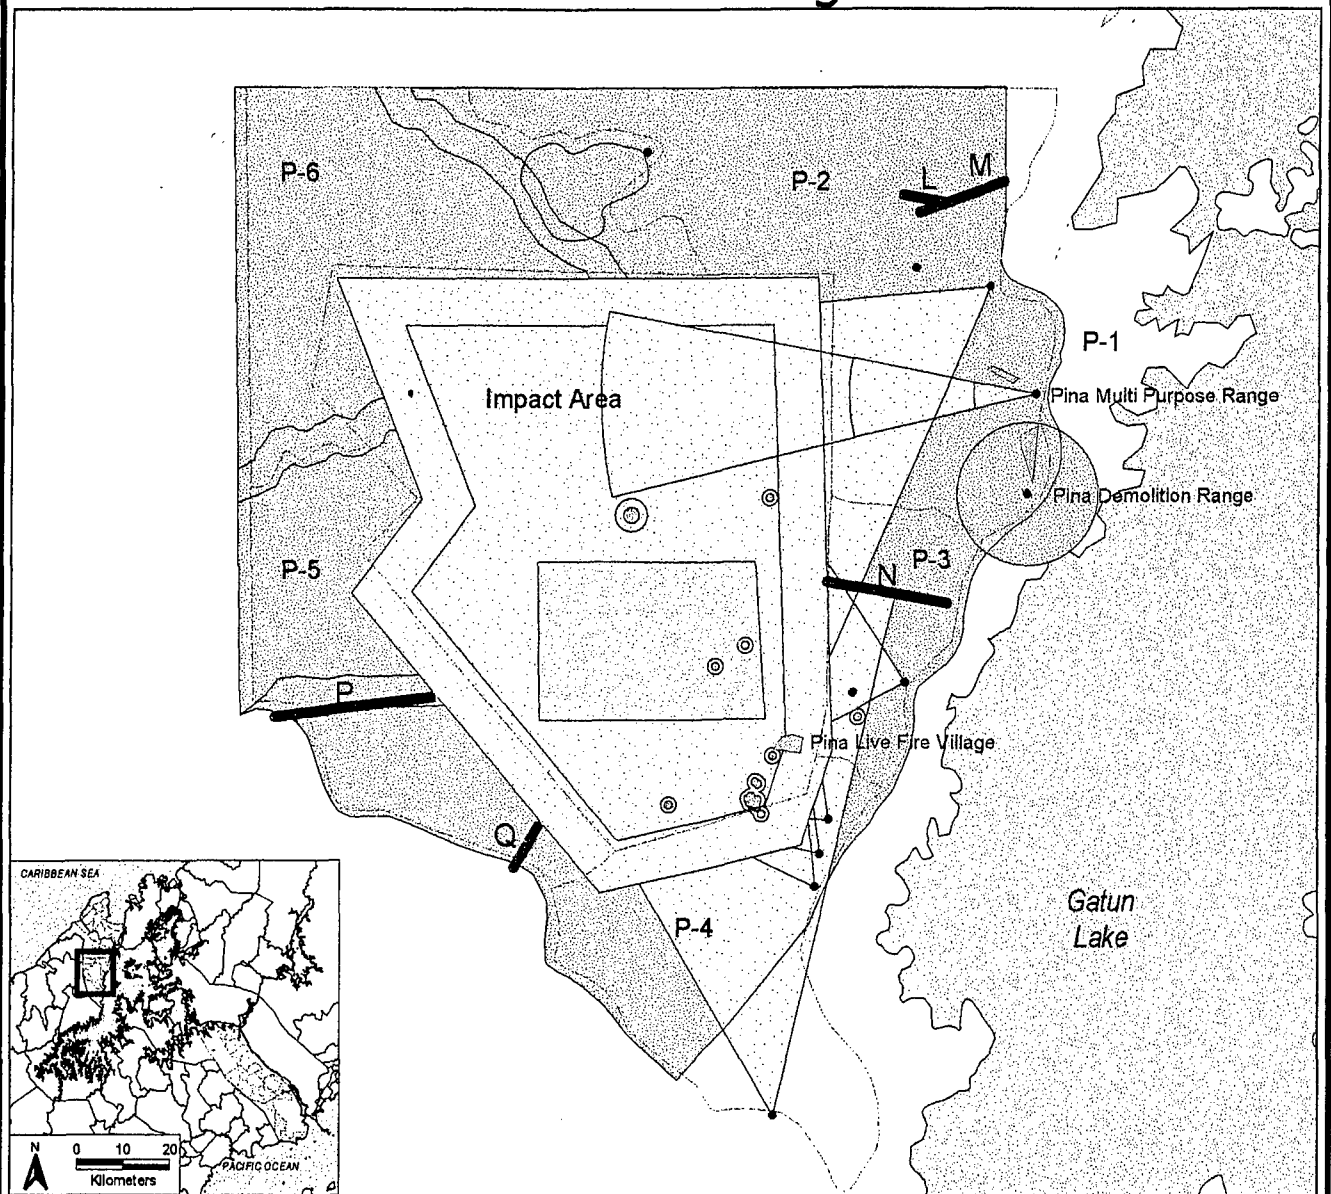 P-6
P-2
L
M
P-1
Impact Area
Pina Multi Purpose Range
Pina Demolition Range
P-3
P-5
N
P
Pina Live Fire Village
Q
P-4
Gatun
Lake
CARIBBEAN SEA
N
0 10 20
Kilometers
PACIFIC OCEAN